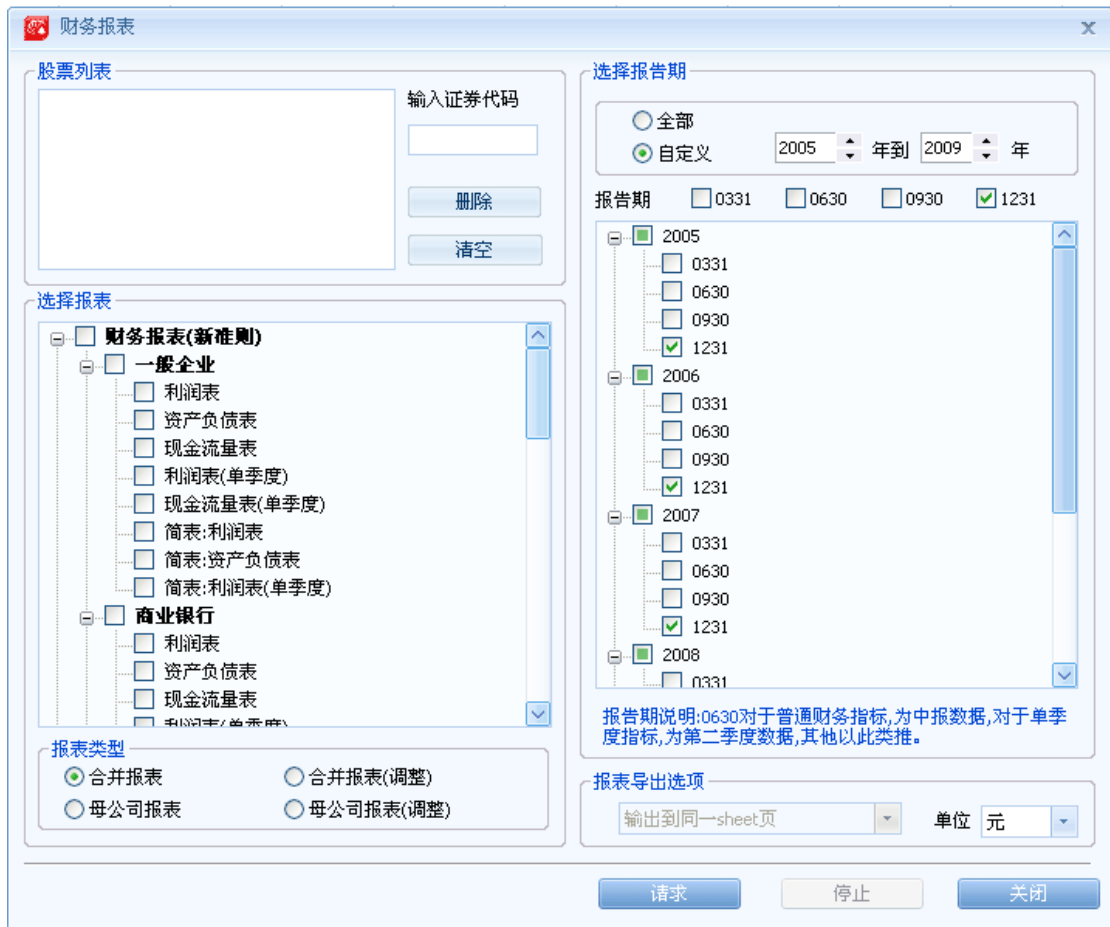 财务报表
股票列表
输入证券代码
删除
清空
选择报表
财务报表(新准则)
一般企业
利润表
资产负债表
现金流量表
利润表(单季度)
现金流量表(单季度)
简表:利润表
简表:资产负债表
简表:利润表(单季度)
商业银行
利润表
资产负债表
现金流量表
利润表(单季度)
报表类型
合并报表 合并报表(调整)
母公司报表 母公司报表(调整)
选择报告期
全部
自定义 2005 年到 2009 年
报告期 0331 0630 0930 1231
2005
0331
0630
0930
1231
2006
0331
0630
0930
1231
2007
0331
0630
0930
1231
2008
0331
报告期说明:0630对于普通财务指标,为中报数据,对于单季
度指标,为第二季度数据,其他以此类推。
报表导出选项
输出到同一sheet页 单位 元
请求 停止 关闭